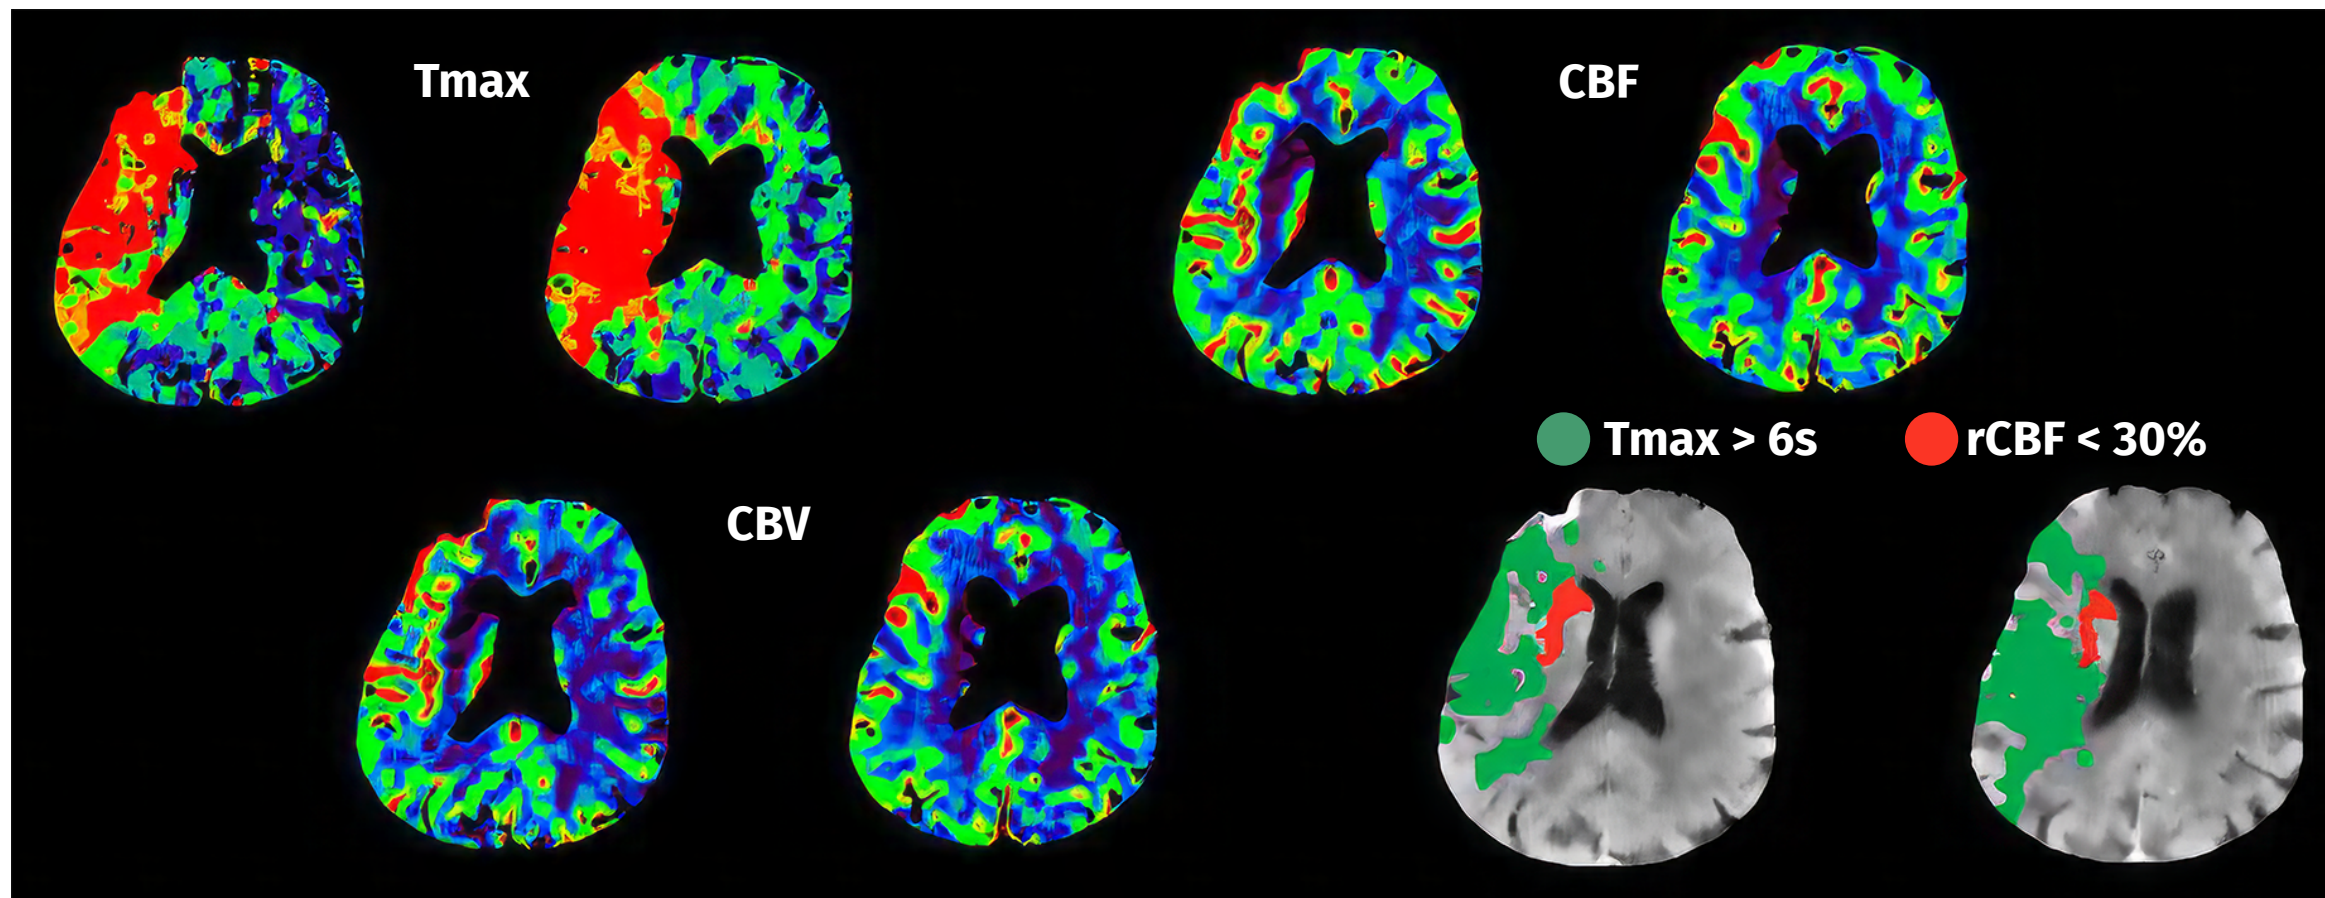 Tmax
CBF
Tmax > 6s
rCBF < 30%
CBV